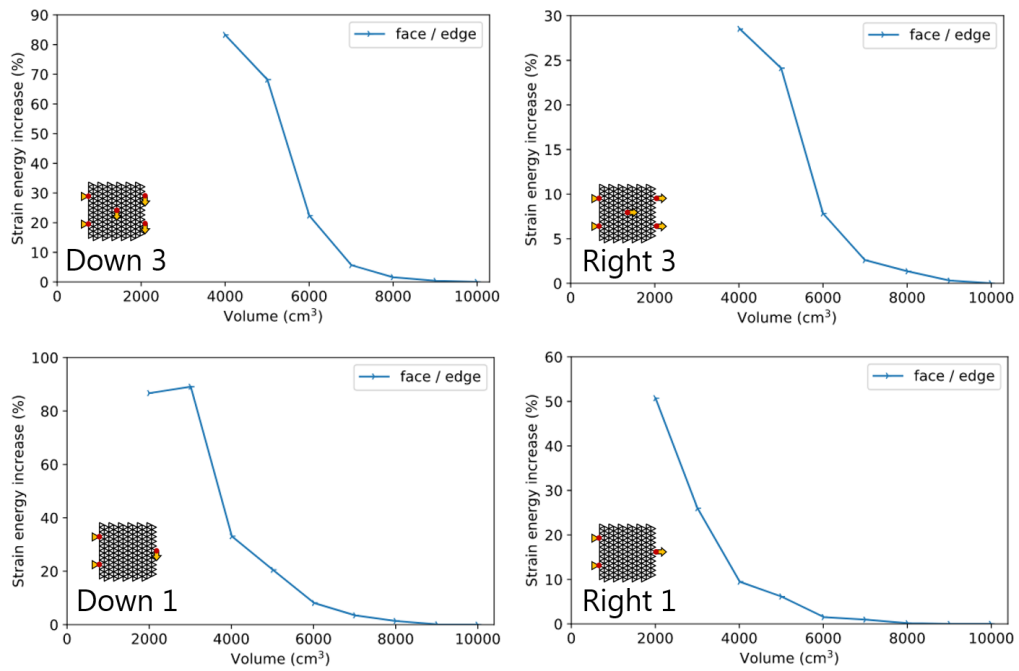 90
80
70
60
50
40
30
20
10
0
Strain energy increase (%)
face / edge
Down 3
0 2000 4000 6000 8000 10000
Volume (cm³)
30
25
20
15
10
5
0
Strain energy increase (%)
face / edge
Right 3
0 2000 4000 6000 8000 10000
Volume (cm³)
100
80
60
40
20
0
Strain energy increase (%)
face / edge
Down 1
0 2000 4000 6000 8000 10000
Volume (cm³)
60
50
40
30
20
10
0
Strain energy increase (%)
face / edge
Right 1
0 2000 4000 6000 8000 10000
Volume (cm³)